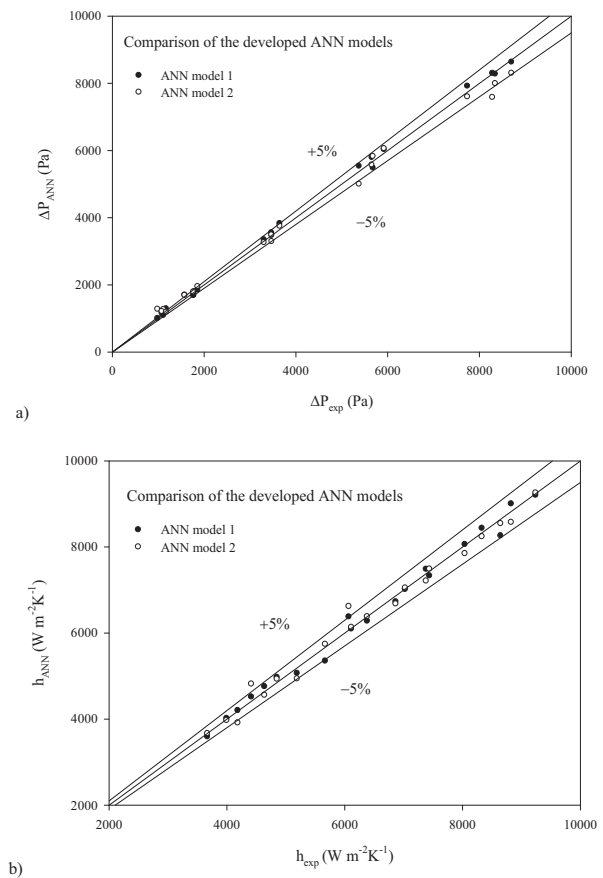 10000
Comparison of the developed ANN models
ANN model 1
ANN model 2
8000
6000
+5%
4000
−5%
2000
0
0 2000 4000 6000 8000 10000
ΔP_ANN (Pa)
ΔP_exp (Pa)
a)
10000
Comparison of the developed ANN models
ANN model 1
ANN model 2
8000
+5%
6000
−5%
4000
2000
2000 4000 6000 8000 10000
h_ANN (W m⁻²K⁻¹)
h_exp (W m⁻²K⁻¹)
b)